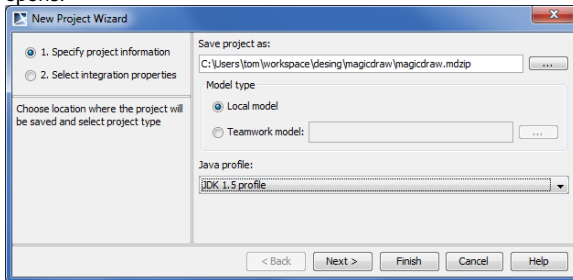 opens.
New Project Wizard
1. Specify project information
2. Select integration properties
Choose location where the project will
be saved and select project type
Save project as:
C:\Users\tom\workspace\desing\magicdraw\magicdraw.mdzip
...
Model type
Local model
Teamwork model:
...
Java profile:
JDK 1.5 profile
< Back
Next >
Finish
Cancel
Help